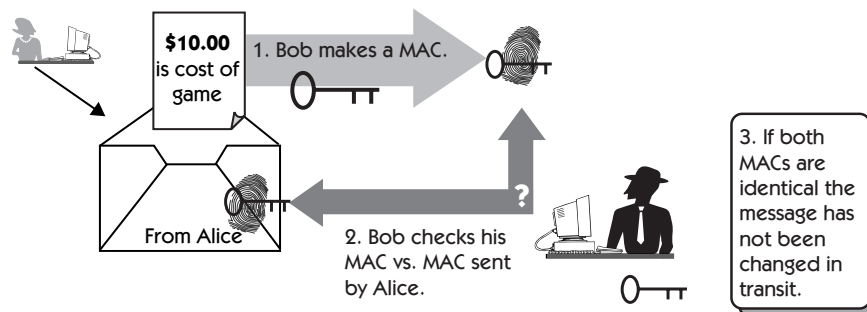 $10.00
is cost of
game
1. Bob makes a MAC.
From Alice
?
2. Bob checks his
MAC vs. MAC sent
by Alice.
3. If both
MACs are
identical the
message has
not been
changed in
transit.